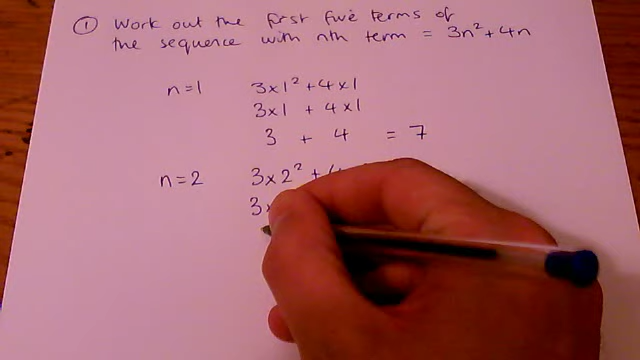 ① Work out the first five terms of
the sequence with nth term = 3n²+4n
n=1 3×1²+4×1
3×1 + 4×1
3 + 4 = 7
n=2 3×2²+4
3×